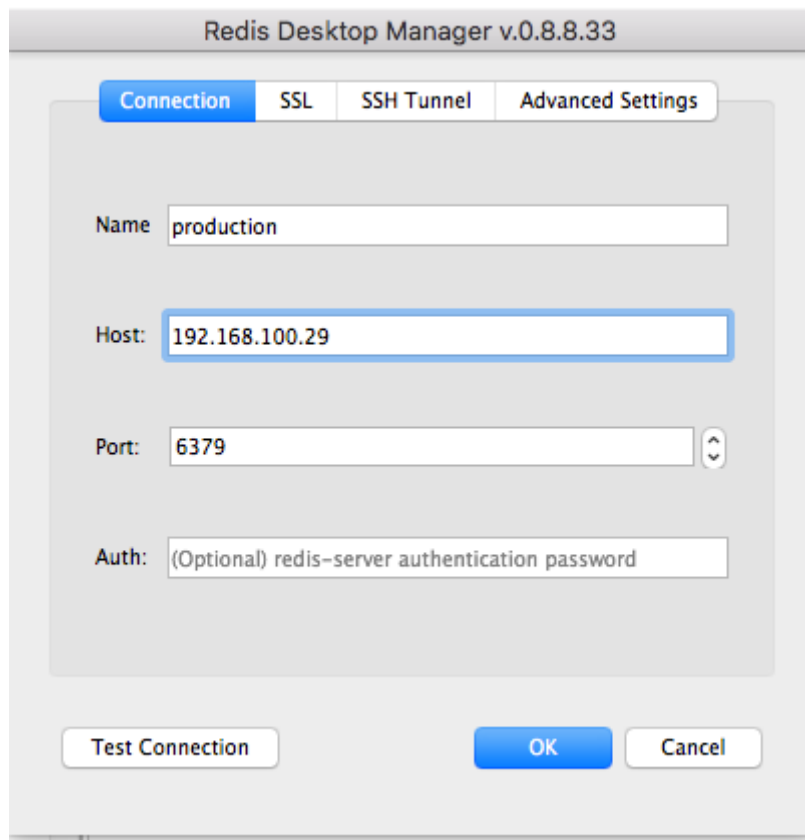 Redis Desktop Manager v.0.8.8.33
Connection SSL SSH Tunnel Advanced Settings
Name production
Host: 192.168.100.29
Port: 6379
Auth: (Optional) redis-server authentication password
Test Connection OK Cancel